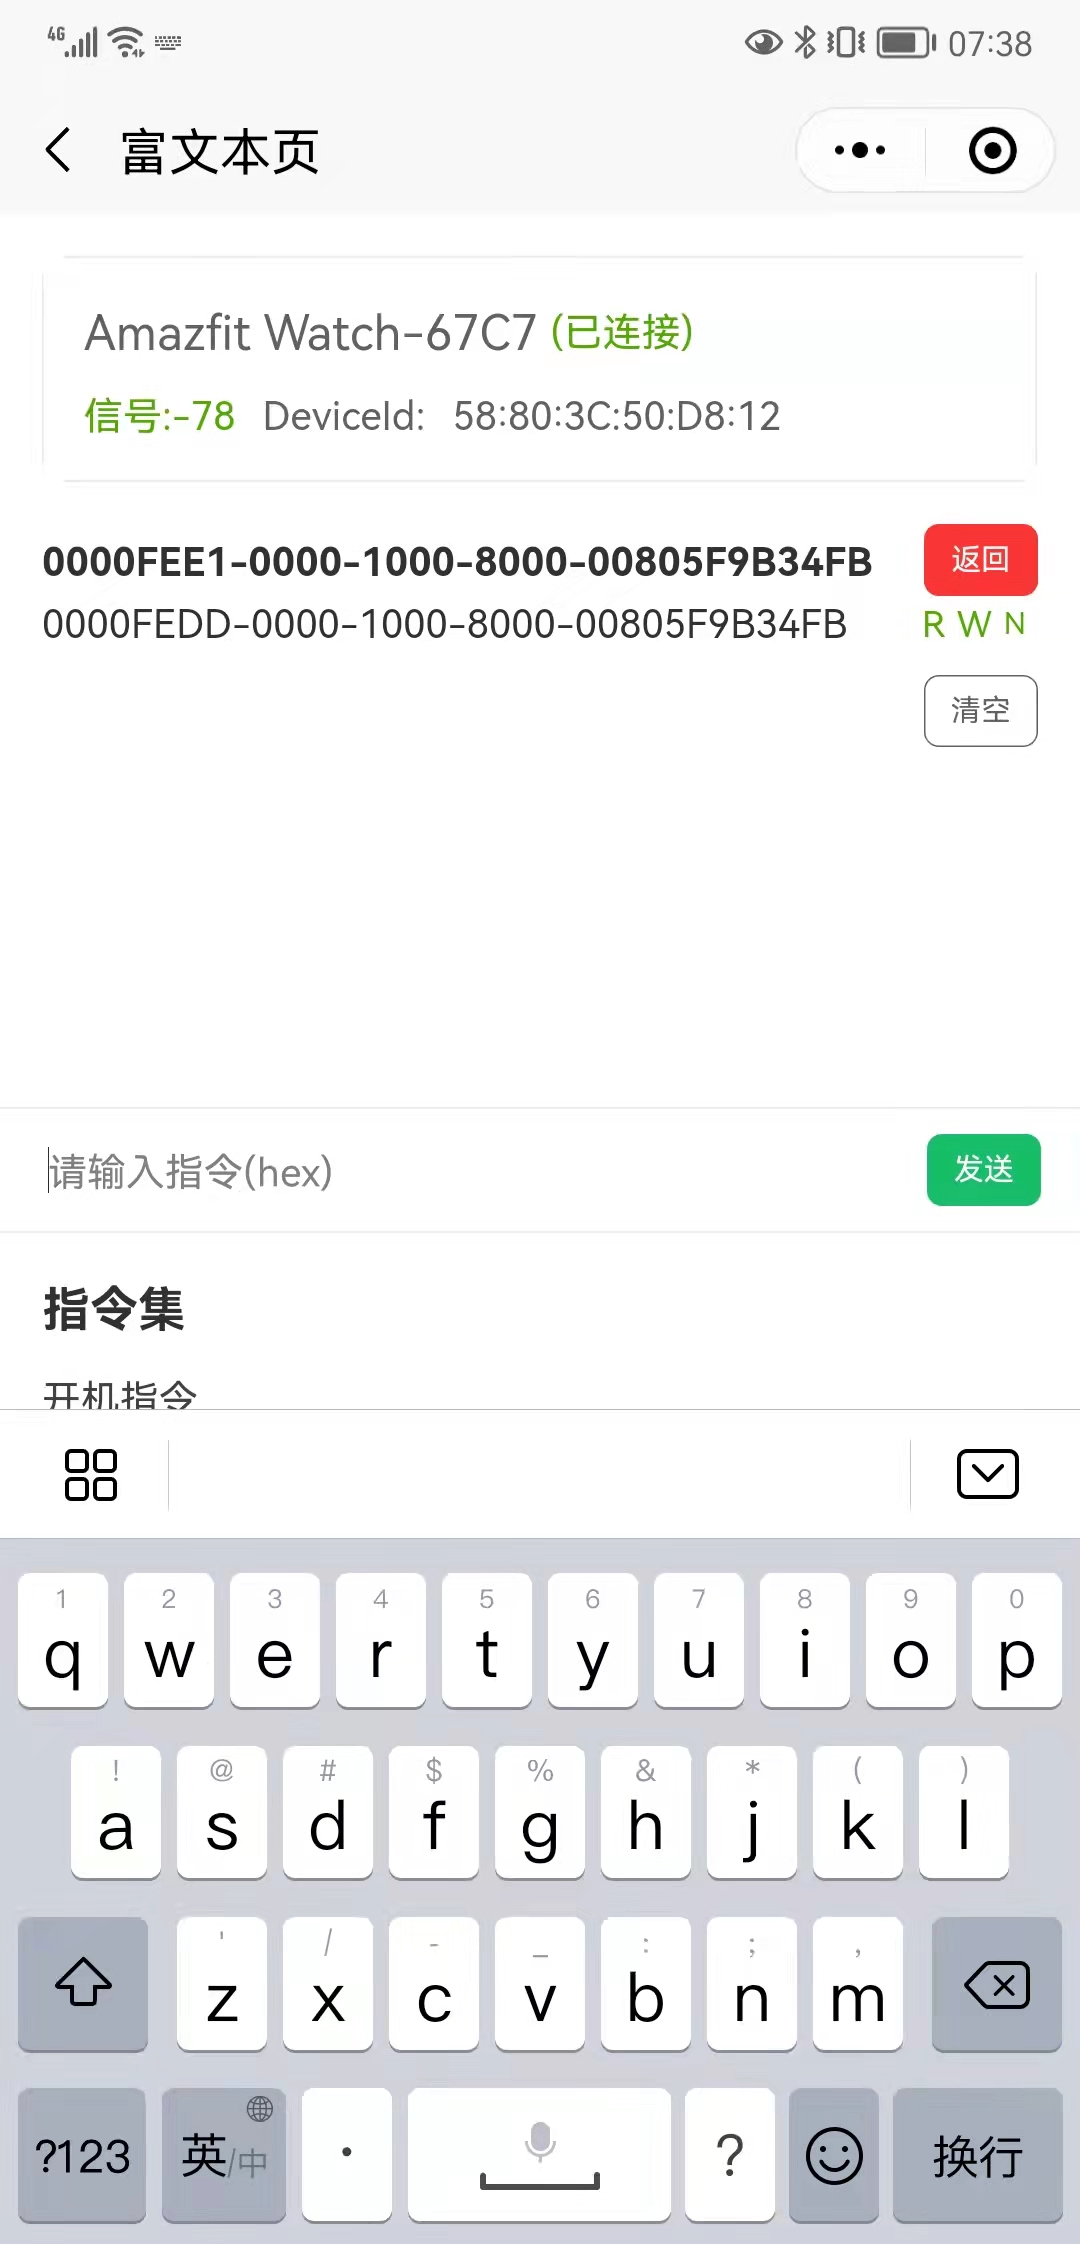 4G 07:38
富文本页
Amazfit Watch-67C7 (已连接)
信号:-78 DeviceId: 58:80:3C:50:D8:12
0000FEE1-0000-1000-8000-00805F9B34FB 返回
0000FEDD-0000-1000-8000-00805F9B34FB R W N
清空
请输入指令(hex) 发送
指令集
开机指令
1 2 3 4 5 6 7 8 9 0
q w e r t y u i o p
! @ # $ % & * ( )
a s d f g h j k l
' / - _ : ; ,
z x c v b n m
?123 英/中 · ? 换行